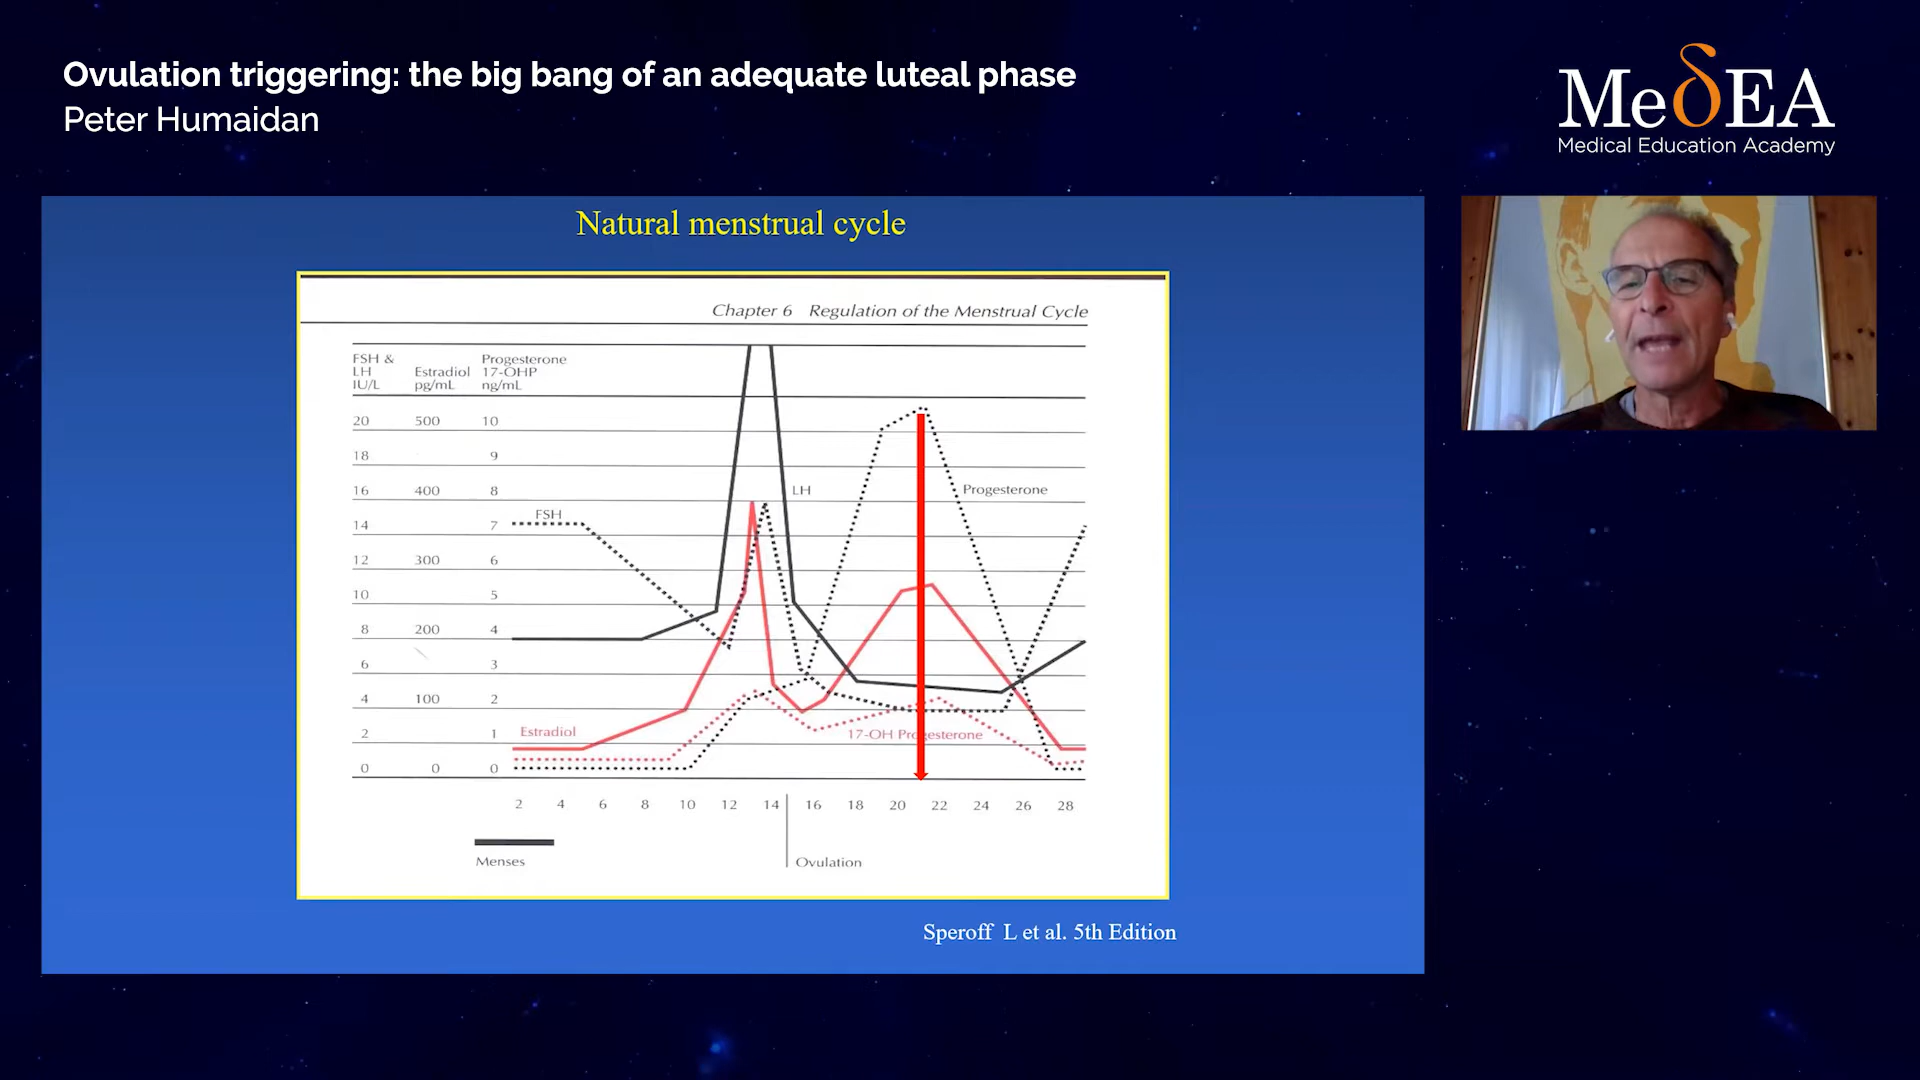 Ovulation triggering: the big bang of an adequate luteal phase
Peter Humaidan
MeδEA
Medical Education Academy
Natural menstrual cycle
Chapter 6 Regulation of the Menstrual Cycle
FSH & LH IU/L
Estradiol pg/mL
Progesterone 17-OHP ng/mL
20 500 10
18 9
16 400 8
14 7
12 300 6
10 5
8 200 4
6 3
4 100 2
2 1
0 0 0
FSH
LH
Progesterone
Estradiol
17-OH Progesterone
2 4 6 8 10 12 14 16 18 20 22 24 26 28
Menses
Ovulation
Speroff L et al. 5th Edition